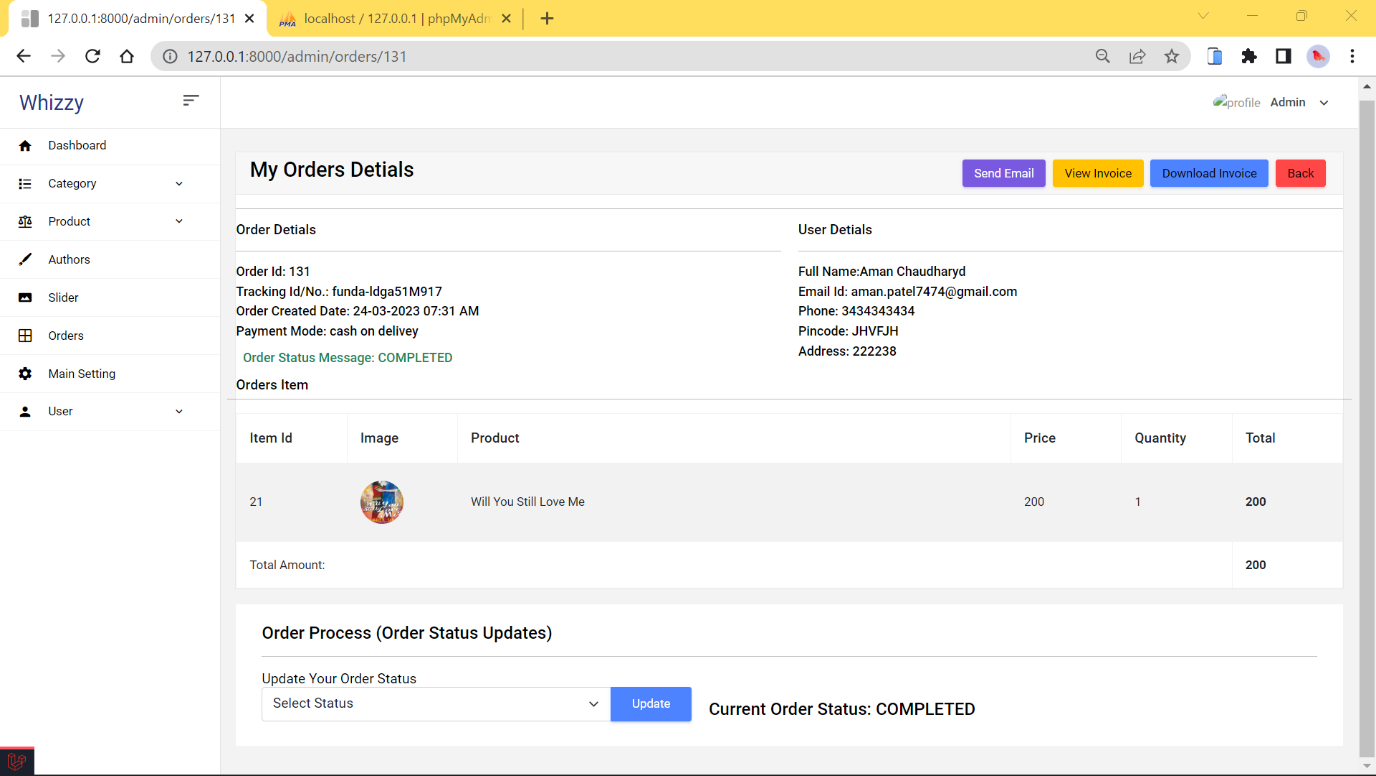 127.0.0.1:8000/admin/orders/131
localhost / 127.0.0.1 | phpMyAdm
127.0.0.1:8000/admin/orders/131
Whizzy
profile Admin
Dashboard
Category
Product
Authors
Slider
Orders
Main Setting
User
My Orders Detials
Send Email
View Invoice
Download Invoice
Back
Order Detials
Order Id: 131
Tracking Id/No.: funda-ldga51M917
Order Created Date: 24-03-2023 07:31 AM
Payment Mode: cash on delivey
Order Status Message: COMPLETED
User Detials
Full Name:Aman Chaudharyd
Email Id: aman.patel7474@gmail.com
Phone: 3434343434
Pincode: JHVFJH
Address: 222238
Orders Item
Item Id Image Product Price Quantity Total
21 Will You Still Love Me 200 1 200
Total Amount: 200
Order Process (Order Status Updates)
Update Your Order Status
Select Status
Update
Current Order Status: COMPLETED